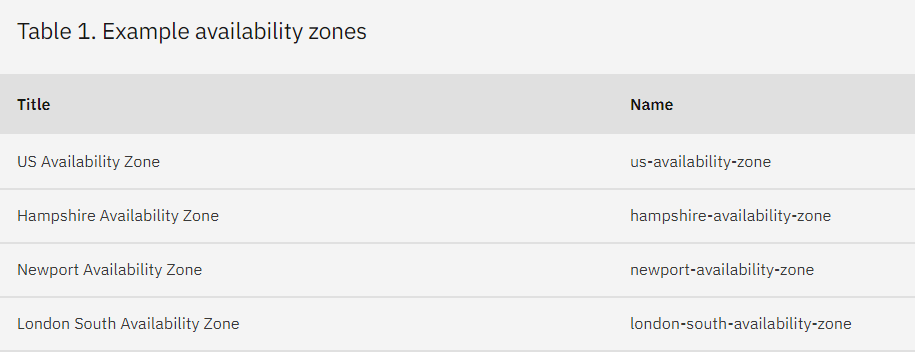 Table 1. Example availability zones
Title Name
US Availability Zone us-availability-zone
Hampshire Availability Zone hampshire-availability-zone
Newport Availability Zone newport-availability-zone
London South Availability Zone london-south-availability-zone